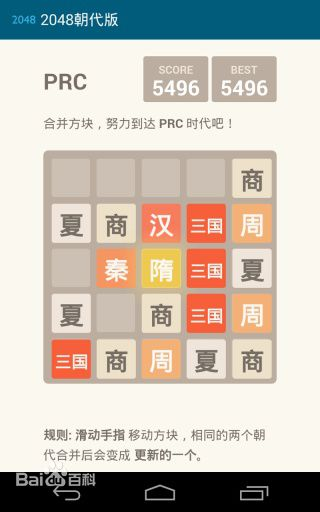 2048 2048朝代版
PRC
SCORE
5496
BEST
5496
合并方块，努力到达 PRC 时代吧！
商
夏 商 汉 三国 周
秦 隋 三国 夏
夏 商 三国 周
三国 商 周 夏 商
规则: 滑动手指 移动方块，相同的两个朝
代合并后会变成 更新的一个。
Bai百科